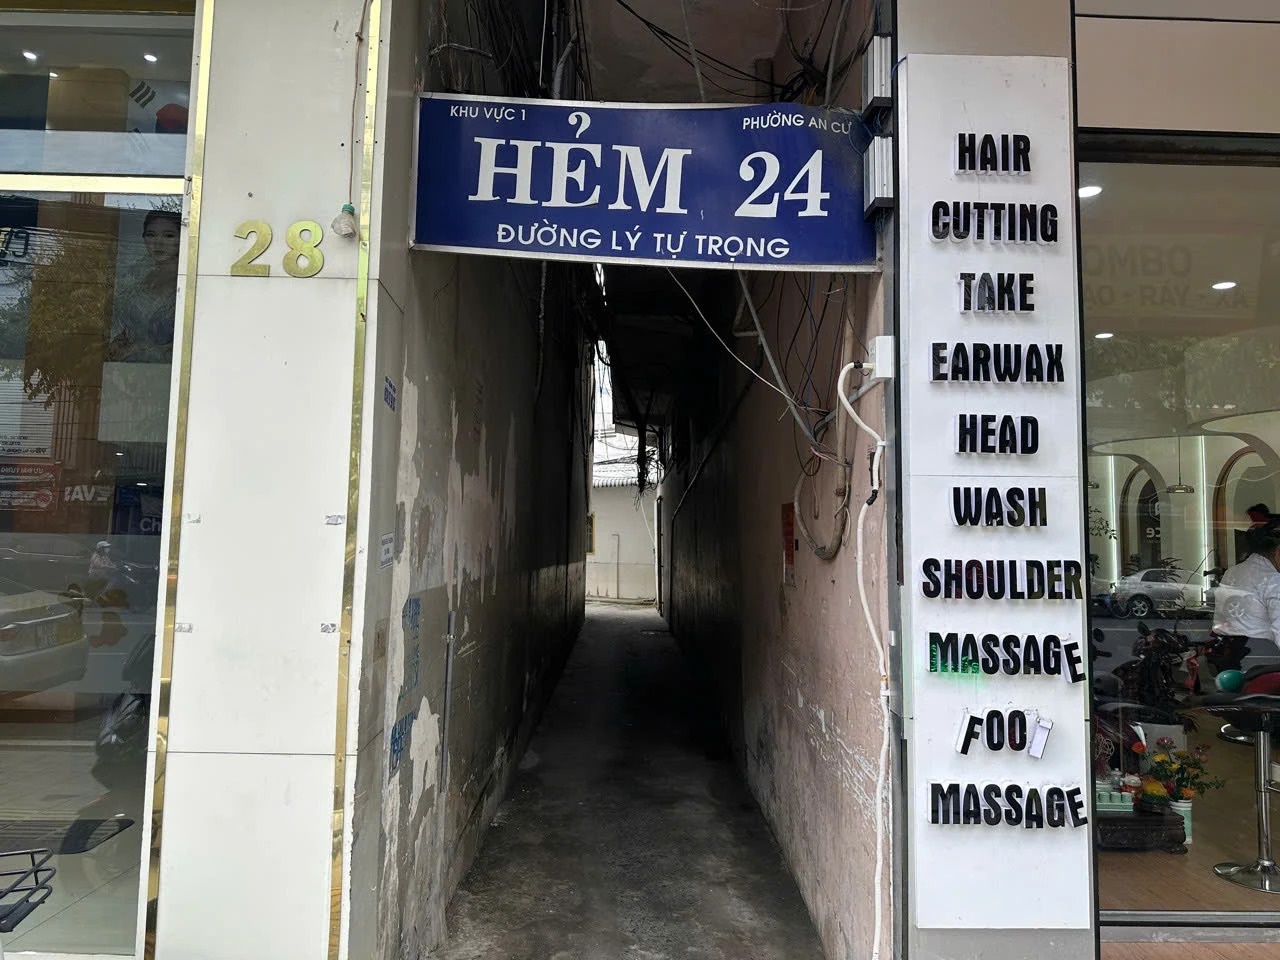 KHU VỰC 1
PHƯỜNG AN CƯ
HẺM 24
ĐƯỜNG LÝ TỰ TRỌNG
28
HAIR
CUTTING
TAKE
EARWAX
HEAD
WASH
SHOULDER
MASSAGE
FOO
MASSAGE